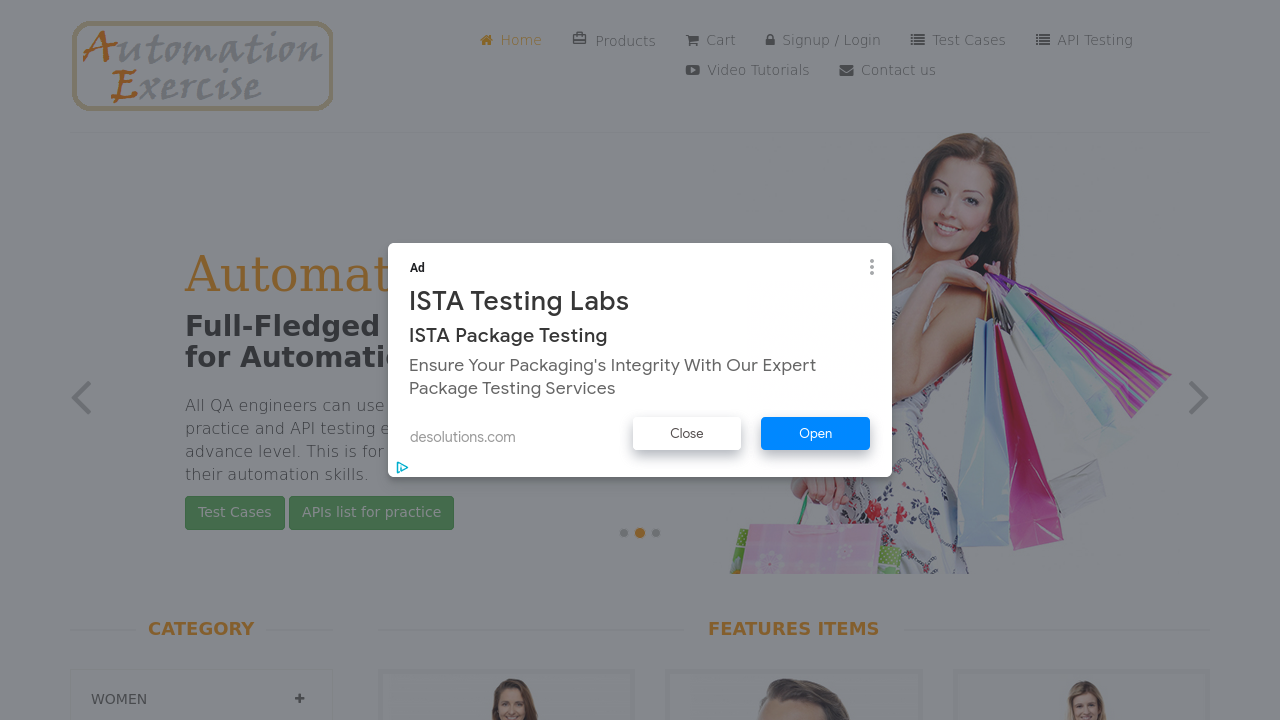 Automation
Exercise
Home
Products
Cart
Signup / Login
Test Cases
API Testing
Video Tutorials
Contact us
Automat
Full-Fledged
for Automatio
All QA engineers can use
practice and API testing e
advance level. This is for
their automation skills.
Test Cases
APIs list for practice
Ad
ISTA Testing Labs
ISTA Package Testing
Ensure Your Packaging's Integrity With Our Expert
Package Testing Services
desolutions.com
Close
Open
CATEGORY
FEATURES ITEMS
WOMEN